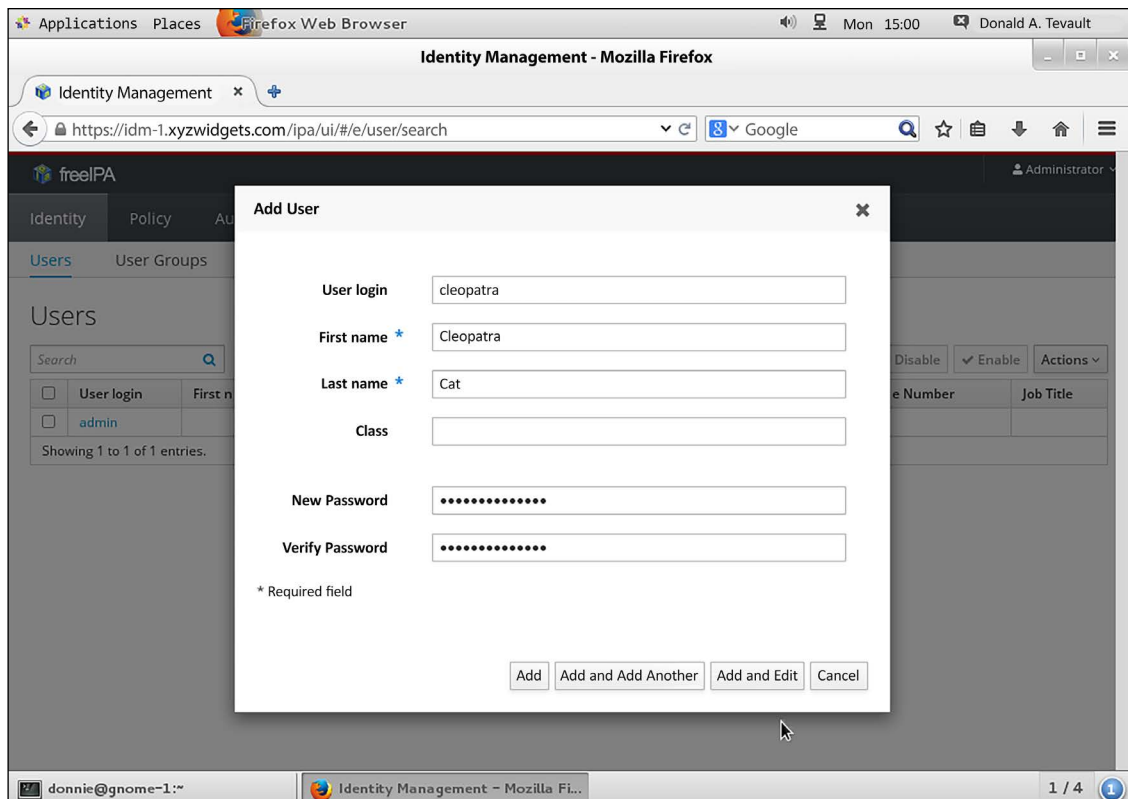 Applications Places Firefox Web Browser Mon 15:00 Donald A. Tevault
Identity Management - Mozilla Firefox
Identity Management
https://idm-1.xyzwidgets.com/ipa/ui/#/e/user/search Google
freeIPA Administrator
Identity Policy Au
Add User
Users User Groups
User login cleopatra
Users
First name * Cleopatra
Search Disable Enable Actions
Last name * Cat
User login First n e Number Job Title
admin
Class
Showing 1 to 1 of 1 entries.
New Password ••••••••••••••
Verify Password ••••••••••••••
* Required field
Add Add and Add Another Add and Edit Cancel
donnie@gnome-1:~ Identity Management - Mozilla Fi... 1 / 4 1